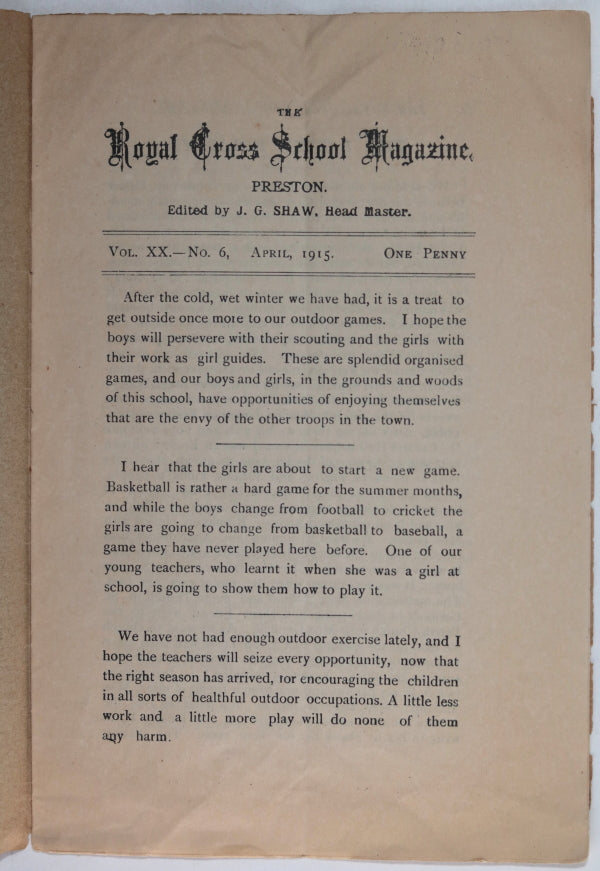 THE
Royal Cross School Magazine,
PRESTON.
Edited by J. G. SHAW, Head Master.
VOL. XX.—NO. 6, APRIL, 1915. ONE PENNY
After the cold, wet winter we have had, it is a treat to
get outside once more to our outdoor games. I hope the
boys will persevere with their scouting and the girls with
their work as girl guides. These are splendid organised
games, and our boys and girls, in the grounds and woods
of this school, have opportunities of enjoying themselves
that are the envy of the other troops in the town.
I hear that the girls are about to start a new game.
Basketball is rather a hard game for the summer months,
and while the boys change from football to cricket the
girls are going to change from basketball to baseball, a
game they have never played here before. One of our
young teachers, who learnt it when she was a girl at
school, is going to show them how to play it.
We have not had enough outdoor exercise lately, and I
hope the teachers will seize every opportunity, now that
the right season has arrived, for encouraging the children
in all sorts of healthful outdoor occupations. A little less
work and a little more play will do none of them
any harm.